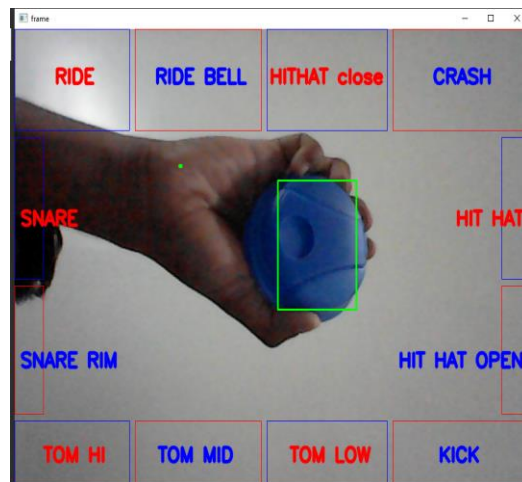 frame
RIDE RIDE BELL HITHAT close CRASH
SNARE HIT HAT
SNARE RIM HIT HAT OPEN
TOM HI TOM MID TOM LOW KICK